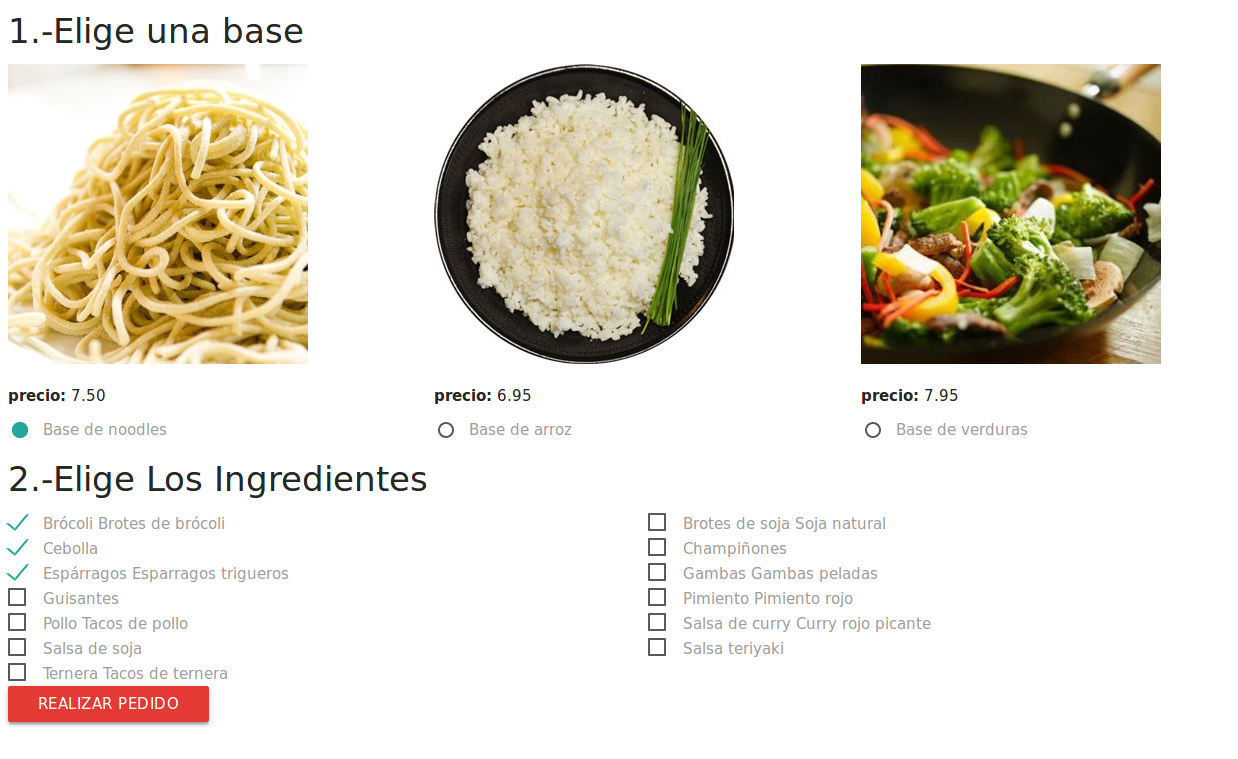 1.-Elige una base
precio: 7.50
precio: 6.95
precio: 7.95
Base de noodles
Base de arroz
Base de verduras
2.-Elige Los Ingredientes
Brócoli Brotes de brócoli
Cebolla
Espárragos Esparragos trigueros
Guisantes
Pollo Tacos de pollo
Salsa de soja
Ternera Tacos de ternera
Brotes de soja Soja natural
Champiñones
Gambas Gambas peladas
Pimiento Pimiento rojo
Salsa de curry Curry rojo picante
Salsa teriyaki
REALIZAR PEDIDO